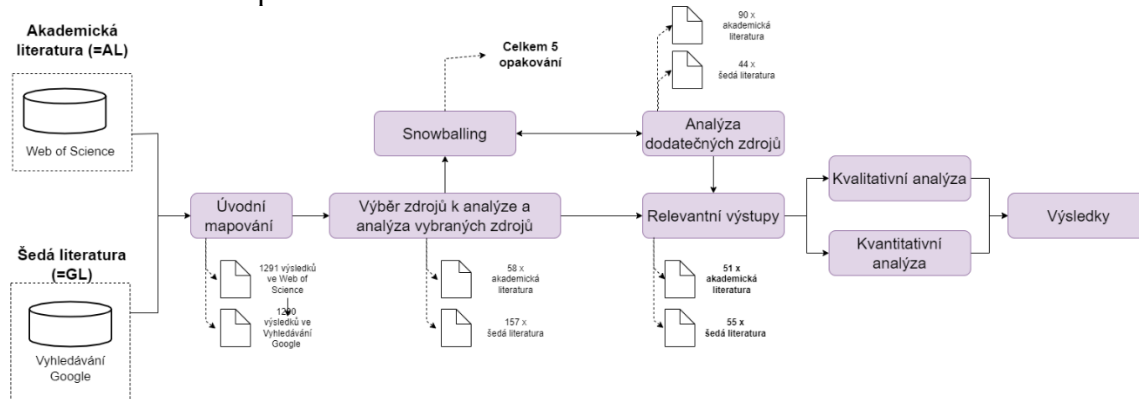 Akademická
literatura (=AL)
Web of Science
Šedá literatura
(=GL)
Vyhledávání
Google
Úvodní
mapování
1291 výsledků
ve Web of
Science
výsledků ve
Vyhledávání
Google
Celkem 5
opakování
Snowballing
Výběr zdrojů k analýze a
analýza vybraných zdrojů
58 x
akademická
literatura
157 x
šedá literatura
90 x
akademická
literatura
44 x
šedá literatura
Analýza
dodatečných zdrojů
Relevantní výstupy
51 x
akademická
literatura
55 x
šedá literatura
Kvalitativní analýza
Kvantitativní
analýza
Výsledky